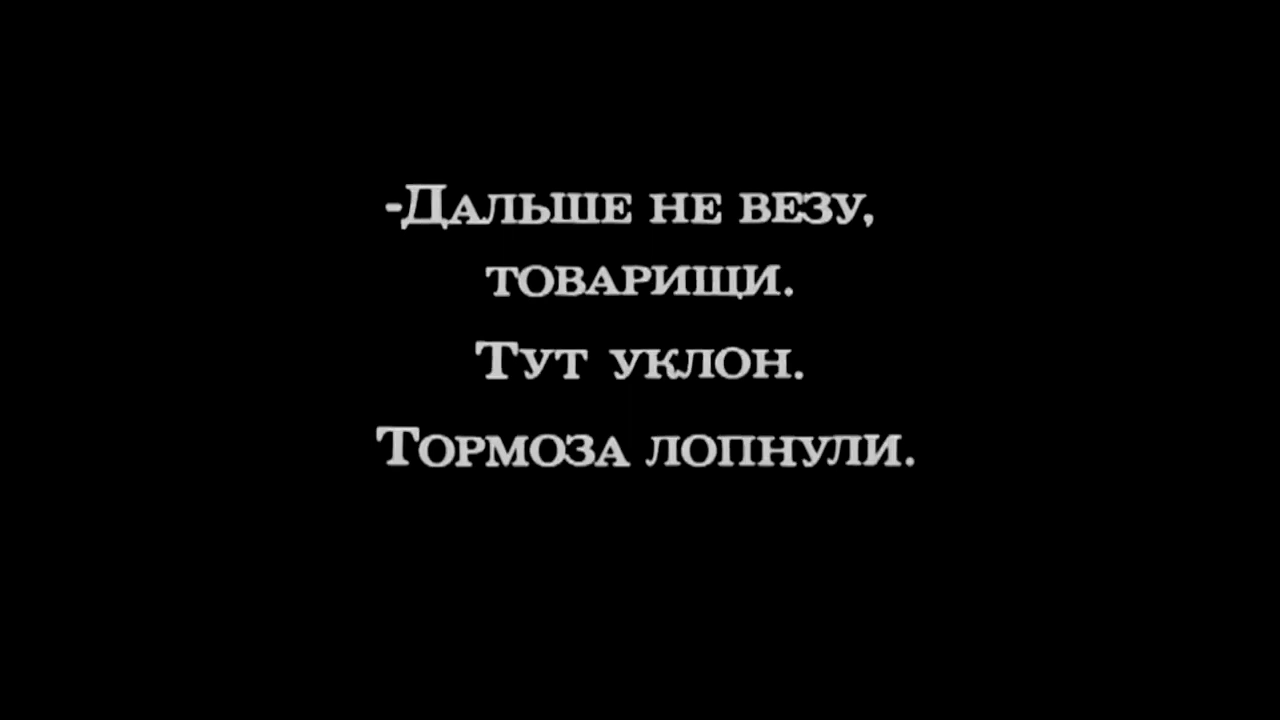 -Дальше не везу,
товарищи.
Тут уклон.
Тормоза лопнули.